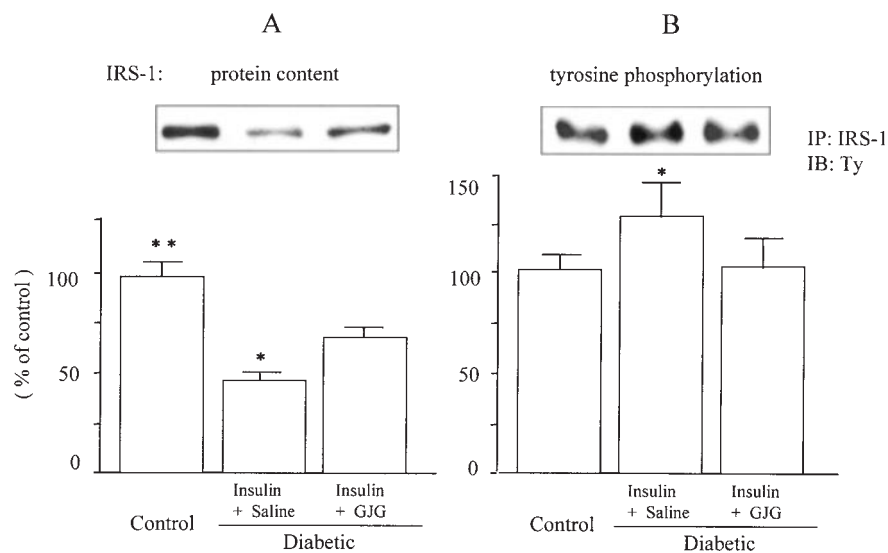 A
IRS-1: protein content
* *
( % of control )
100
50
0
*
Control
Insulin
+ Saline
Insulin
+ GJG
Diabetic
B
tyrosine phosphorylation
IP: IRS-1
IB: Ty
150
100
50
0
*
Control
Insulin
+ Saline
Insulin
+ GJG
Diabetic